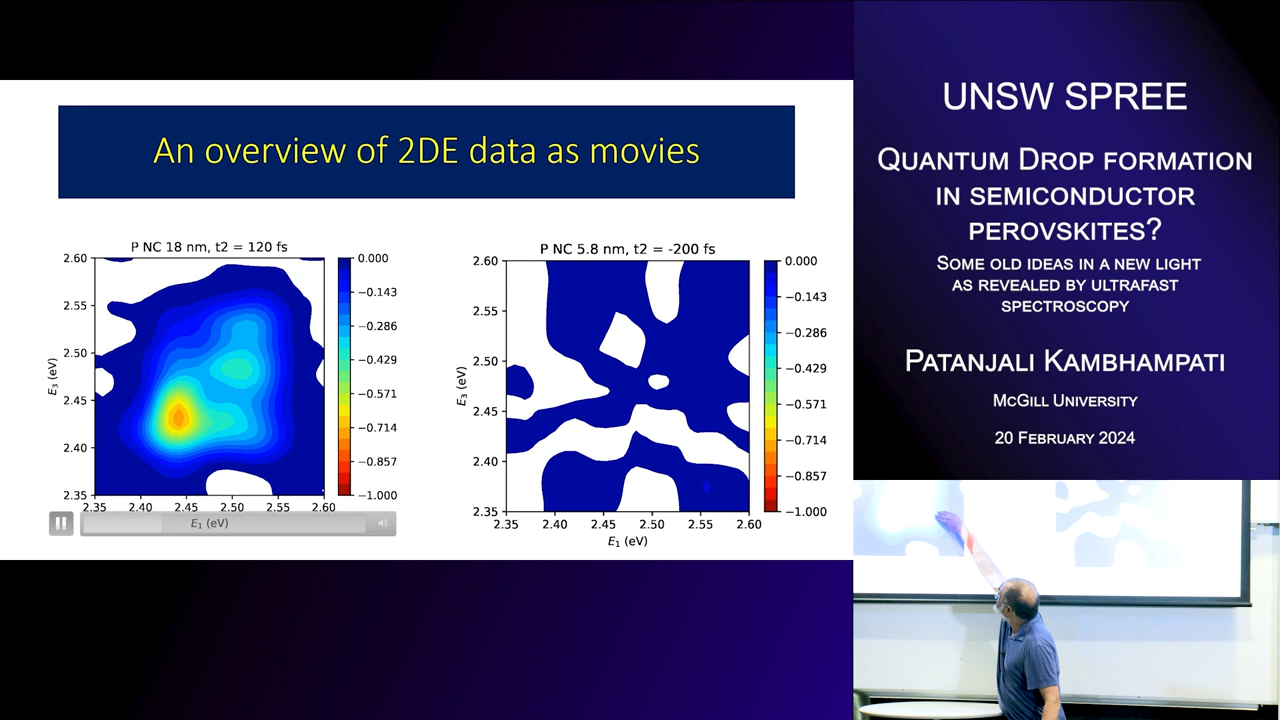 An overview of 2DE data as movies
P NC 18 nm, t2 = 120 fs
2.60
2.55
2.50
2.45
2.40
2.35
E3 (eV)
2.35 2.40 2.45 2.50 2.55 2.60
E1 (eV)
0.000
−0.143
−0.286
−0.429
−0.571
−0.714
−0.857
−1.000
P NC 5.8 nm, t2 = -200 fs
2.60
2.55
2.50
2.45
2.40
2.35
E3 (eV)
2.35 2.40 2.45 2.50 2.55 2.60
E1 (eV)
0.000
−0.143
−0.286
−0.429
−0.571
−0.714
−0.857
−1.000
UNSW SPREE
QUANTUM DROP FORMATION
IN SEMICONDUCTOR
PEROVSKITES?
SOME OLD IDEAS IN A NEW LIGHT
AS REVEALED BY ULTRAFAST
SPECTROSCOPY
PATANJALI KAMBHAMPATI
MCGILL UNIVERSITY
20 FEBRUARY 2024